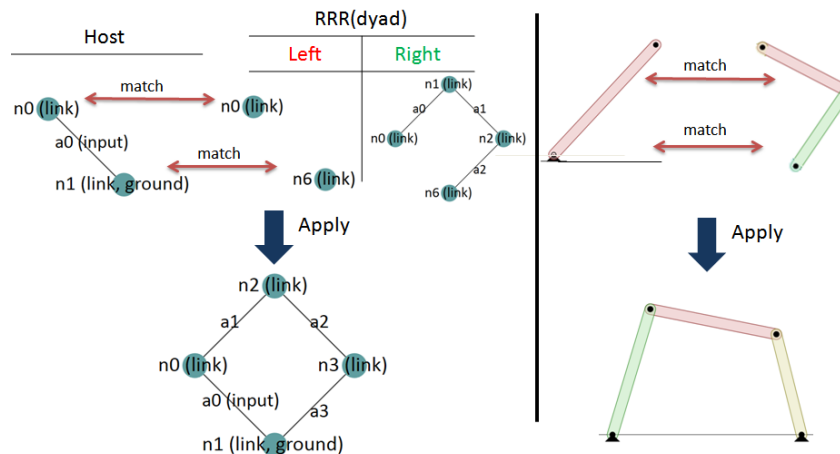 RRR(dyad)
Host
Left
Right
match
n0 (link)
n0 (link)
a0 (input)
match
n1 (link, ground)
n6 (link)
n1 (link)
a0
a1
n0 (link)
n2 (link)
a2
n6 (link)
match
match
Apply
Apply
n2 (link)
a1
a2
n0 (link)
n3 (link)
a0 (input)
a3
n1 (link, ground)